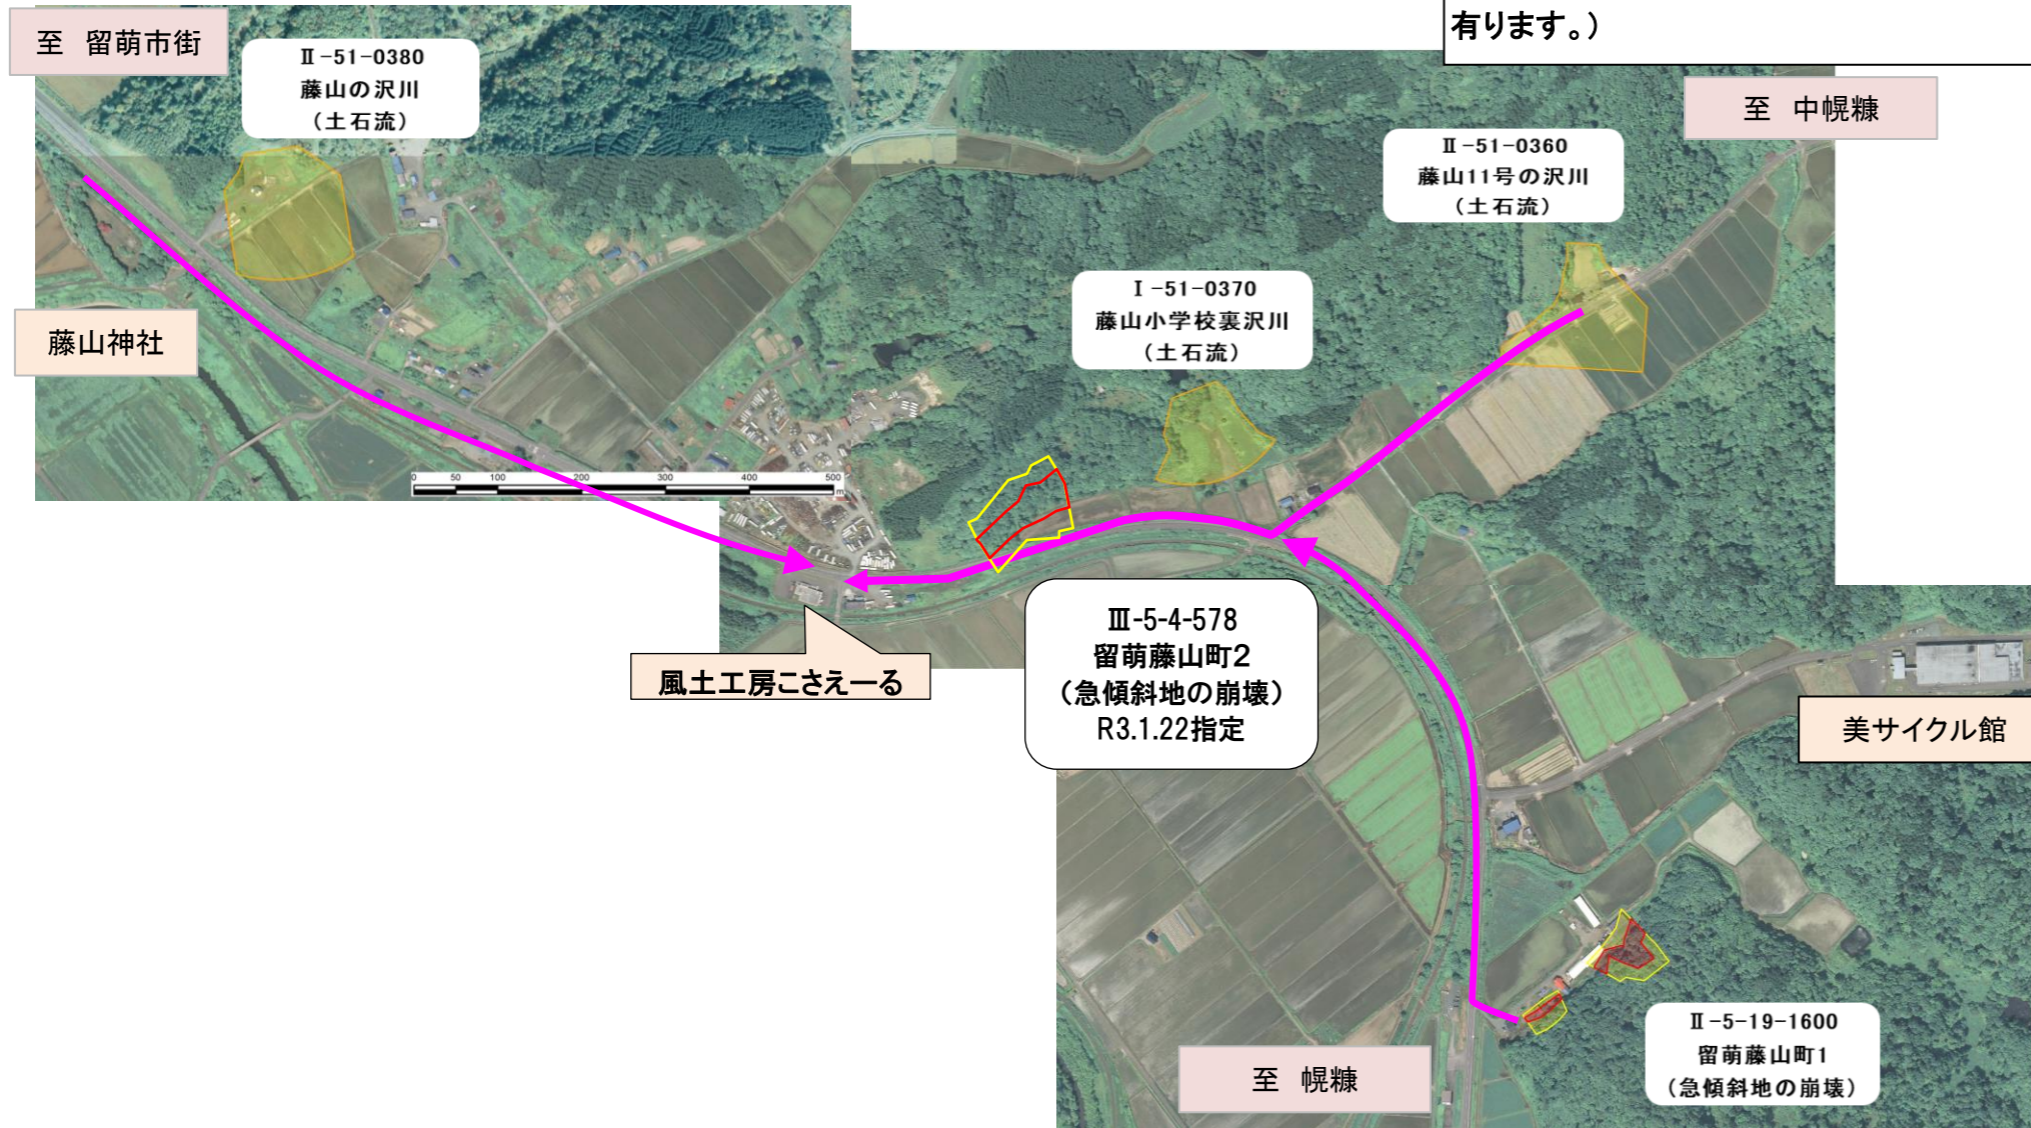 有ります。)
至 留萌市街
Ⅱ-51-0380
藤山の沢川
(土石流)
至 中幌糠
Ⅱ-51-0360
藤山11号の沢川
(土石流)
Ⅰ-51-0370
藤山小学校裏沢川
(土石流)
藤山神社
0 50 100 200 300 400 500
m
Ⅲ-5-4-578
留萌藤山町2
(急傾斜地の崩壊)
R3.1.22指定
風土工房こさえーる
美サイクル館
Ⅱ-5-19-1600
留萌藤山町1
(急傾斜地の崩壊)
至 幌糠